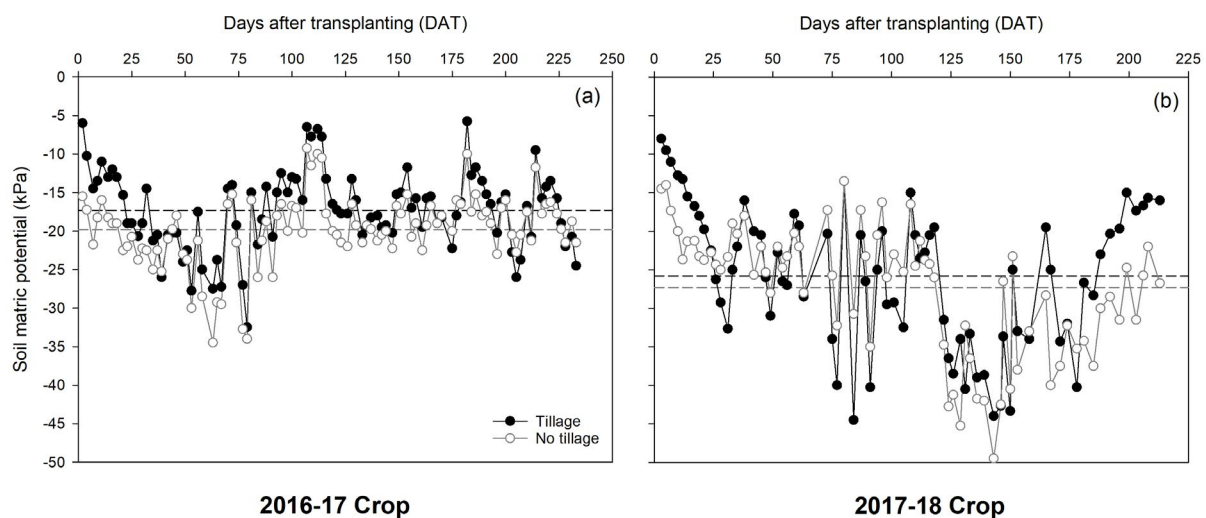 Days after transplanting (DAT)
0 25 50 75 100 125 150 175 200 225 250
Days after transplanting (DAT)
0 25 50 75 100 125 150 175 200 225
Soil matric potential (kPa)
0
-5
-10
-15
-20
-25
-30
-35
-40
-45
-50
(a)
(b)
Tillage
No tillage
2016-17 Crop
2017-18 Crop